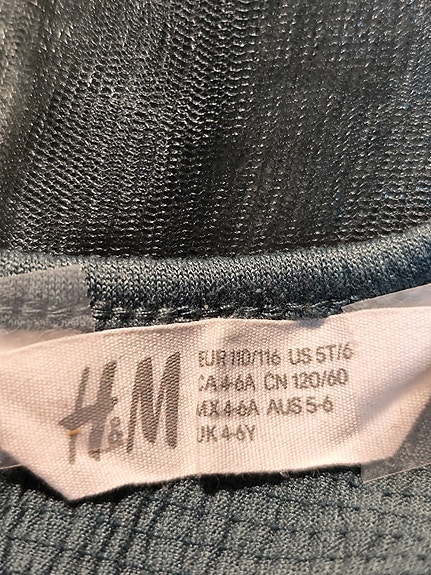 H&M
EUR 110/116 US 5T/6
CA 4-6A CN 120/60
MX 4-6A AUS 5-6
UK 4-6Y